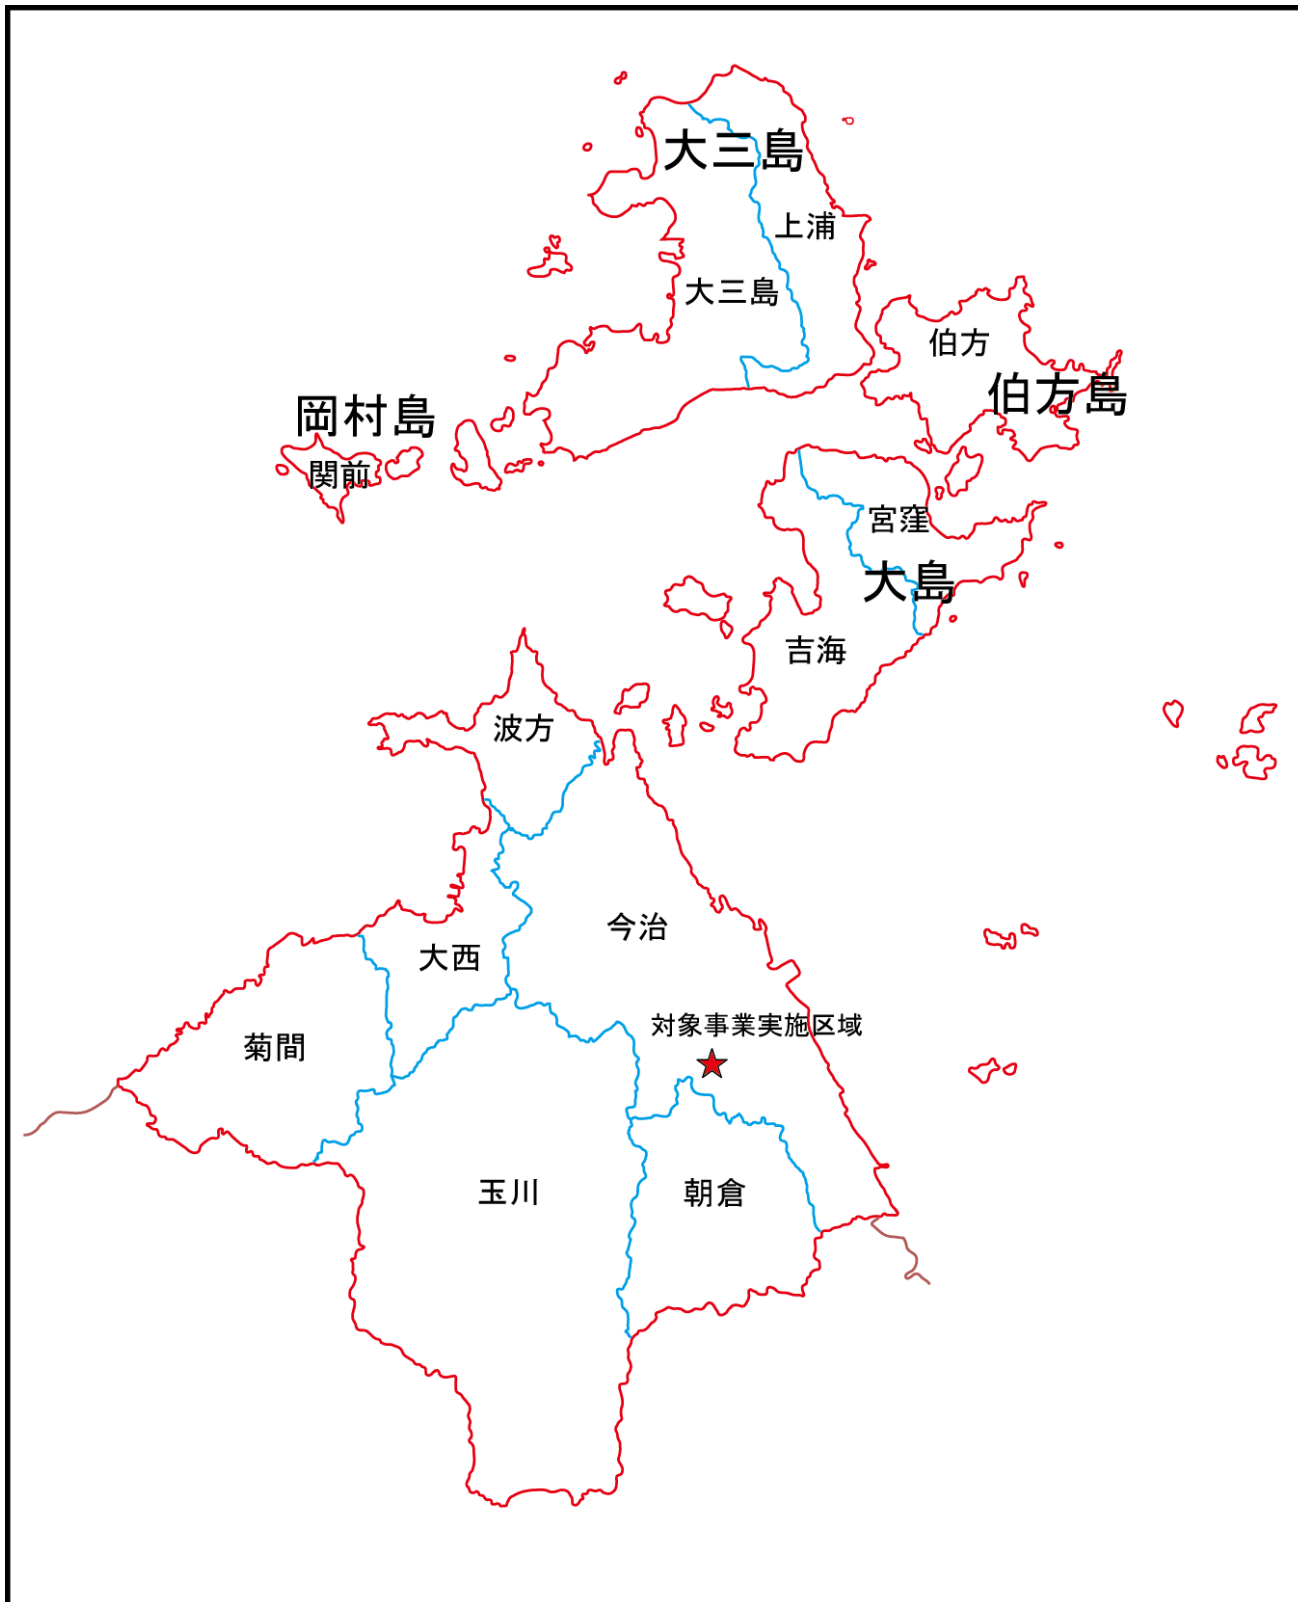 大三島
上浦
大三島
伯方
伯方島
岡村島
関前
宮窪
大島
吉海
波方
今治
大西
対象事業実施区域
菊間
玉川
朝倉